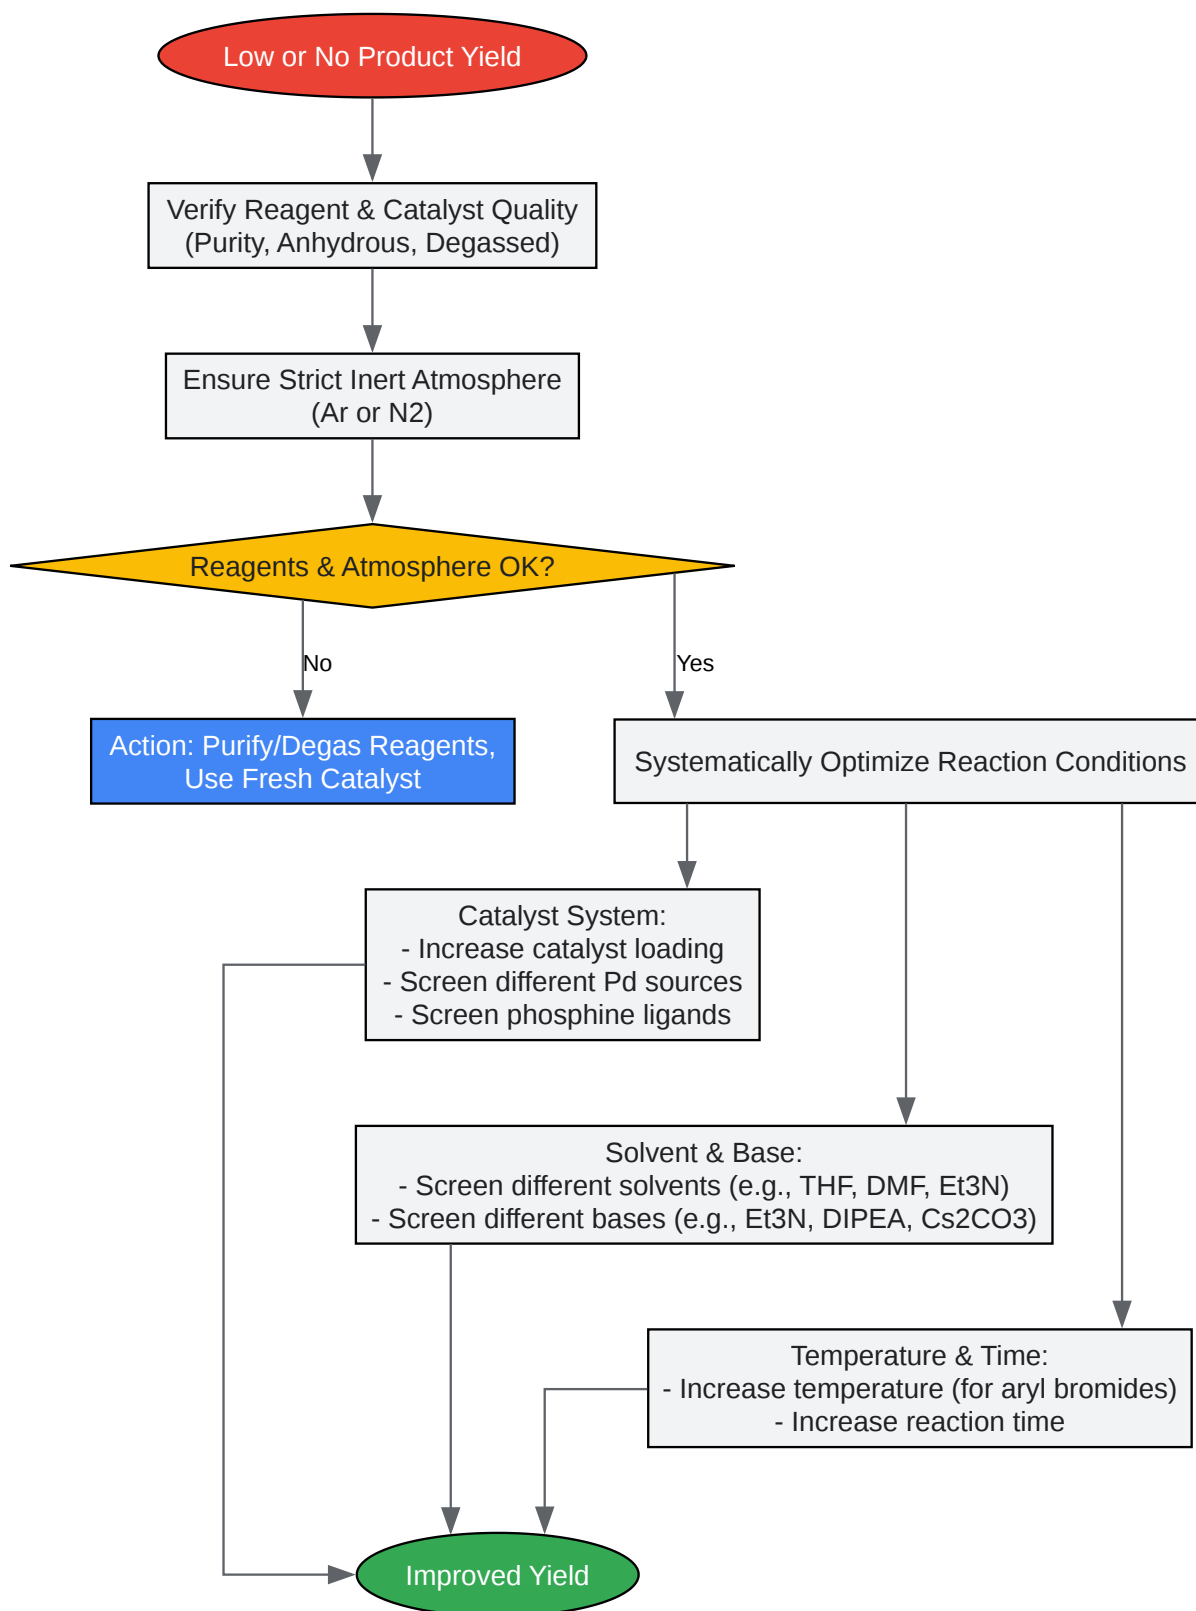 Low or No Product Yield
Verify Reagent & Catalyst Quality
(Purity, Anhydrous, Degassed)
Ensure Strict Inert Atmosphere
(Ar or N2)
Reagents & Atmosphere OK?
No
Yes
Action: Purify/Degas Reagents,
Use Fresh Catalyst
Systematically Optimize Reaction Conditions
Catalyst System:
- Increase catalyst loading
- Screen different Pd sources
- Screen phosphine ligands
Solvent & Base:
- Screen different solvents (e.g., THF, DMF, Et3N)
- Screen different bases (e.g., Et3N, DIPEA, Cs2CO3)
Temperature & Time:
- Increase temperature (for aryl bromides)
- Increase reaction time
Improved Yield